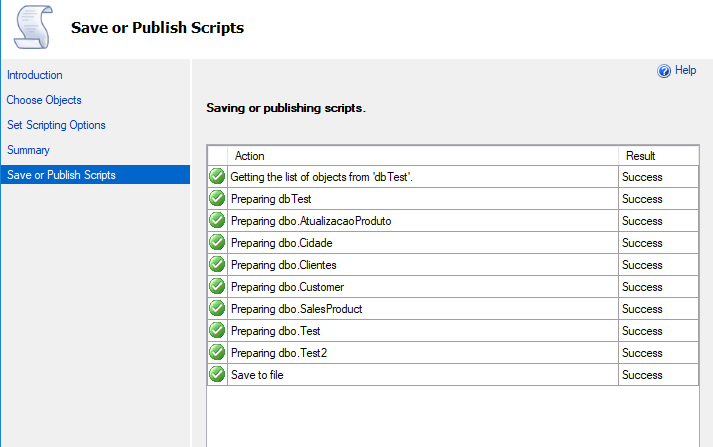 Save or Publish Scripts
Introduction
Choose Objects
Set Scripting Options
Summary
Save or Publish Scripts
Help
Saving or publishing scripts.
Action Result
Getting the list of objects from 'dbTest'. Success
Preparing dbTest Success
Preparing dbo.AtualizacaoProduto Success
Preparing dbo.Cidade Success
Preparing dbo.Clientes Success
Preparing dbo.Customer Success
Preparing dbo.SalesProduct Success
Preparing dbo.Test Success
Preparing dbo.Test2 Success
Save to file Success